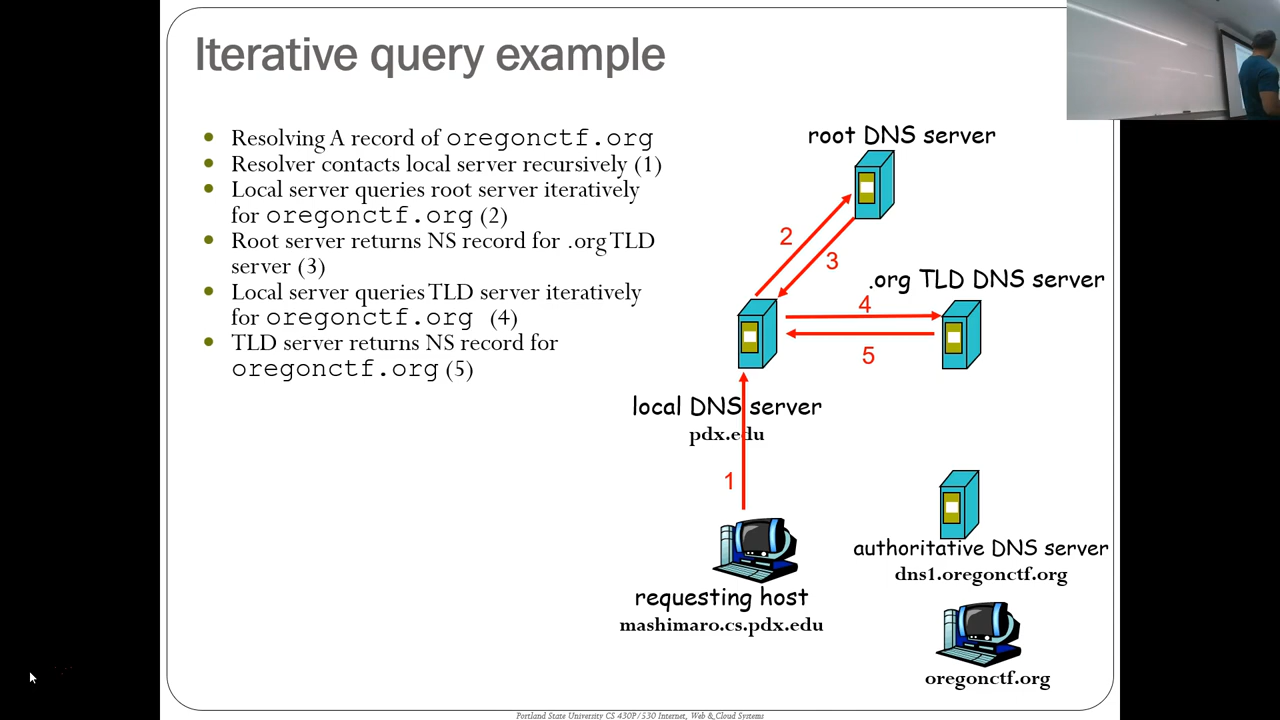 Iterative query example
Resolving A record of oregonctf.org
Resolver contacts local server recursively (1)
Local server queries root server iteratively
for oregonctf.org (2)
Root server returns NS record for .org TLD
server (3)
Local server queries TLD server iteratively
for oregonctf.org (4)
TLD server returns NS record for
oregonctf.org (5)
root DNS server
2
3
.org TLD DNS server
4
5
local DNS server
pdx.edu
1
requesting host
mashimaro.cs.pdx.edu
authoritative DNS server
dns1.oregonctf.org
oregonctf.org
Portland State University CS 430P/530 Internet, Web & Cloud Systems